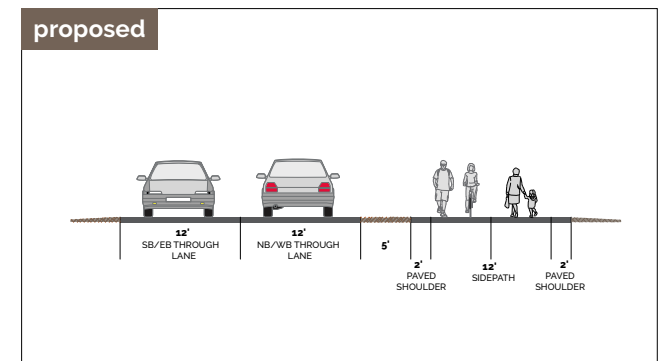 proposed
12'
SB/EB THROUGH
LANE
12'
NB/WB THROUGH
LANE
5'
2'
PAVED
SHOULDER
12'
SIDEPATH
2'
PAVED
SHOULDER